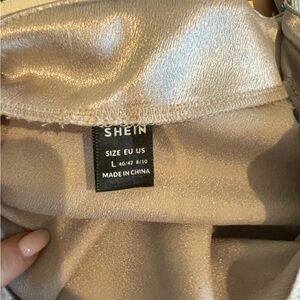 SHEIN
SIZE EU US
L 40/42 8/10
MADE IN CHINA